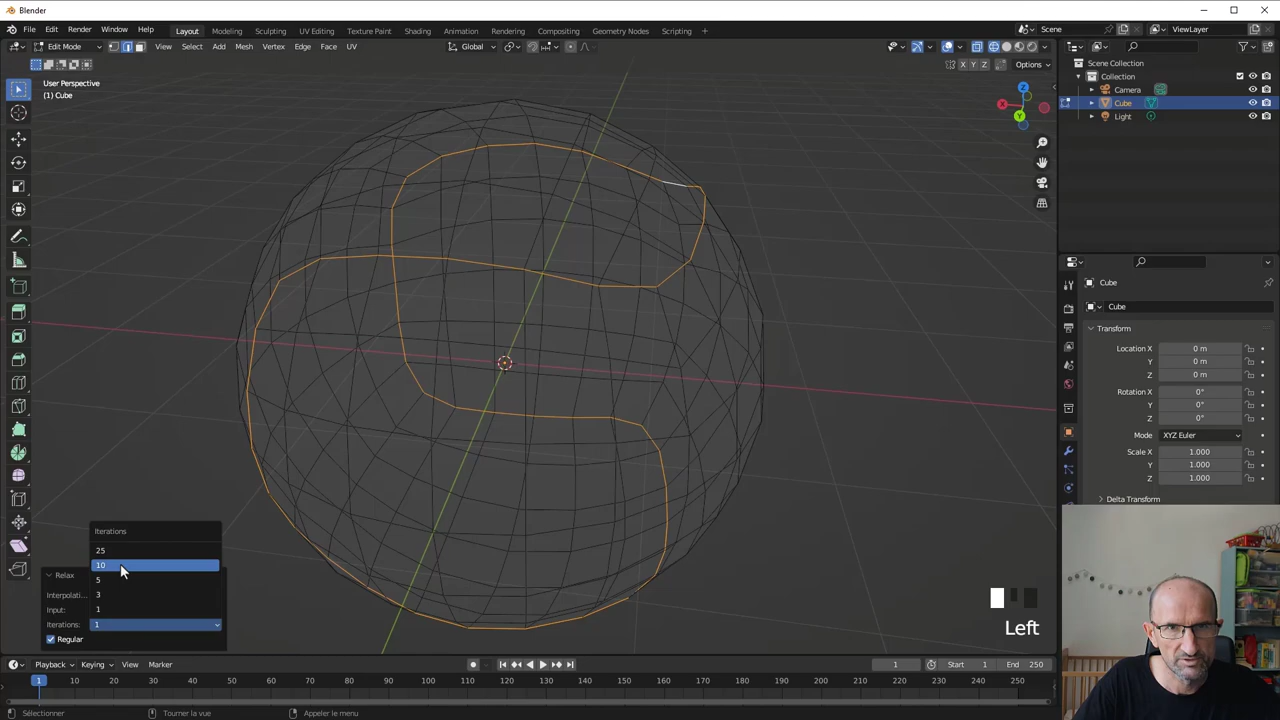 Blender
File Edit Render Window Help Layout Modeling Sculpting UV Editing Texture Paint Shading Animation Rendering Compositing Geometry Nodes Scripting + Scene ViewLayer
Edit Mode View Select Add Mesh Vertex Edge Face UV Global
X Y Z Options
User Perspective
(1) Cube
Scene Collection
Collection
Camera
Cube
Light
Z
X
Y
Cube
Cube
Transform
Location X 0 m
Y 0 m
Z 0 m
Rotation X 0°
Y 0°
Z 0°
Mode XYZ Euler
Scale X 1.000
Y 1.000
Z 1.000
Delta Transform
Iterations
25
10
5
3
1
Relax
Interpolati...
Input:
Iterations: 1
Regular
Left
Playback Keying View Marker 1 Start 1 End 250
1 10 20 30 40 50 60 70 80 90 100 110 120 130 140 150 160 170 180 190 200 210 220 230 240 250
Sélectionner Tourner la vue Appeler le menu